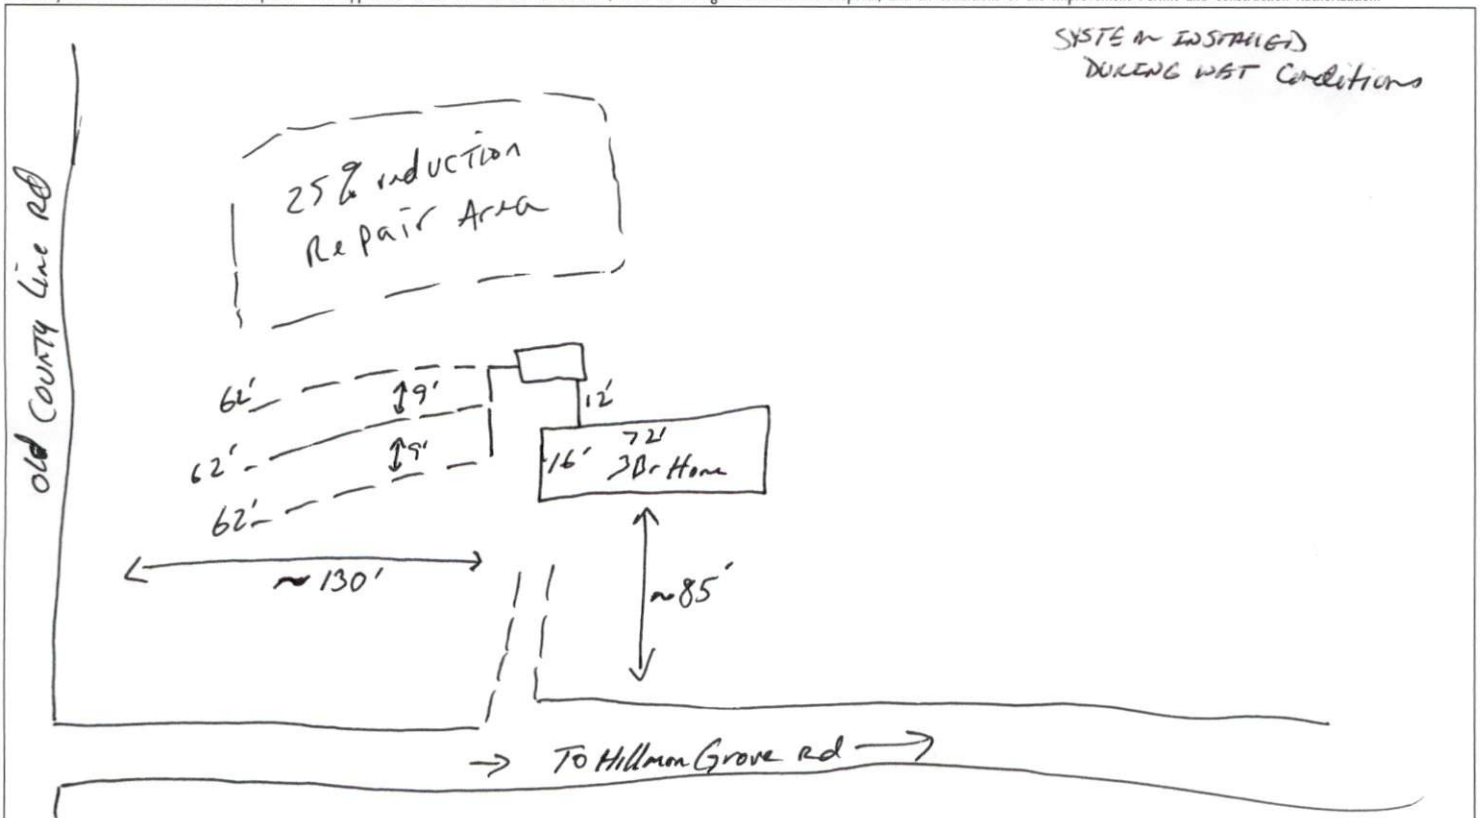 SYSTEM INSTALLED
DURING WET Conditions
25% reduction
Repair Area
old County Line Rd
62'
9'
12'
62'
9'
72'
16' 3Br Home
62'
~130'
~85'
→ To Hillmon Grove Rd →